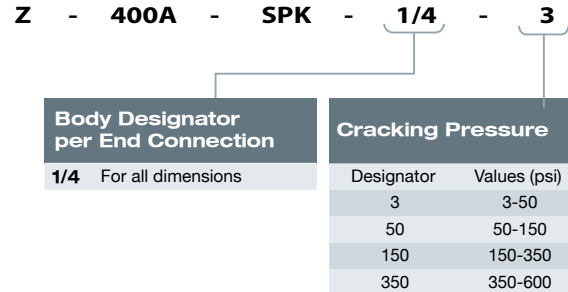 Z - 400A - SPK - 1/4 - 3
Body Designator
per End Connection
1/4 For all dimensions
Cracking Pressure
Designator Values (psi)
3 3-50
50 50-150
150 150-350
350 350-600